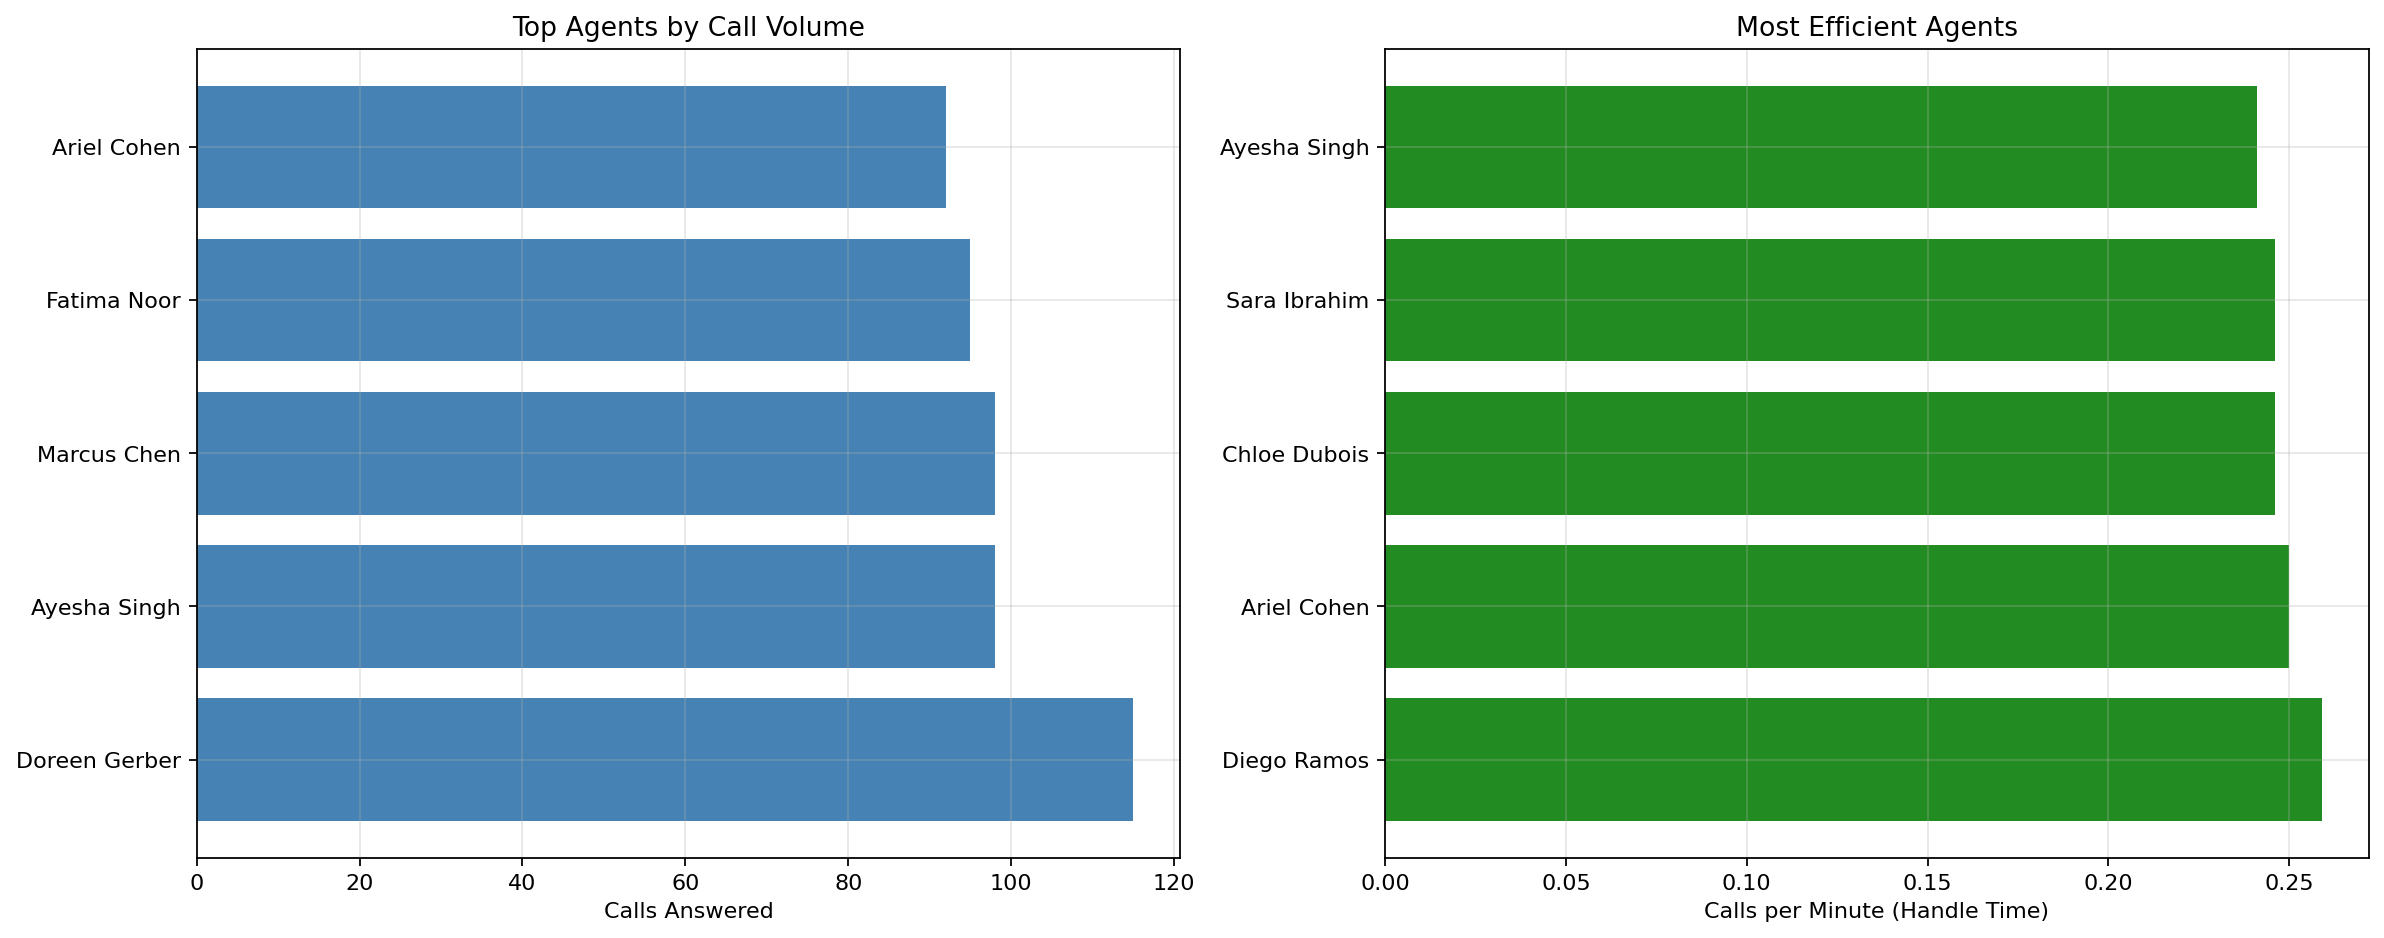 Top Agents by Call Volume
Ariel Cohen
Fatima Noor
Marcus Chen
Ayesha Singh
Doreen Gerber
0 20 40 60 80 100 120
Calls Answered
Most Efficient Agents
Ayesha Singh
Sara Ibrahim
Chloe Dubois
Ariel Cohen
Diego Ramos
0.00 0.05 0.10 0.15 0.20 0.25
Calls per Minute (Handle Time)